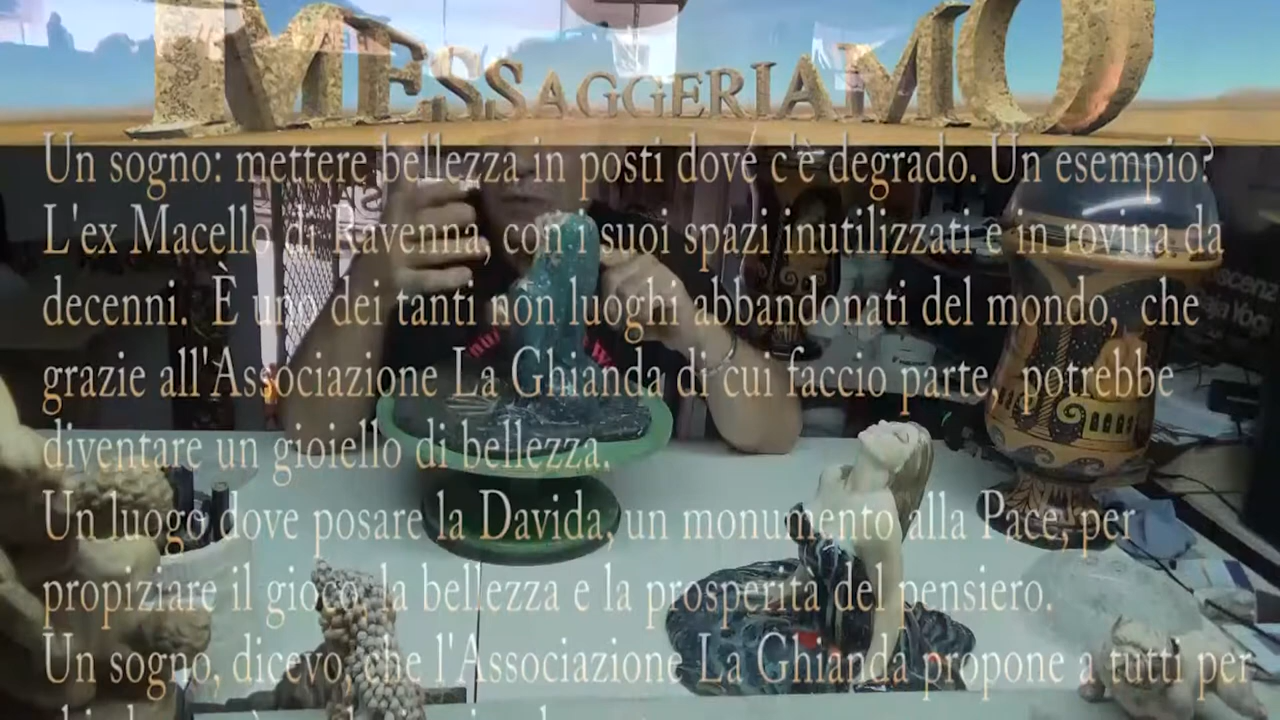 MESSAGGERIAMO
Un sogno: mettere bellezza in posti dove c'è degrado. Un esempio?
L'ex Macello di Ravenna, con i suoi spazi inutilizzati e in rovina da
decenni. È uno dei tanti non luoghi abbandonati del mondo, che
grazie all'Associazione La Ghianda di cui faccio parte, potrebbe
diventare un gioiello di bellezza.
Un luogo dove posare la Davida, un monumento alla Pace, per
propiziare il gioco, la bellezza e la prosperità del pensiero.
Un sogno, dicevo, che l'Associazione La Ghianda propone a tutti per